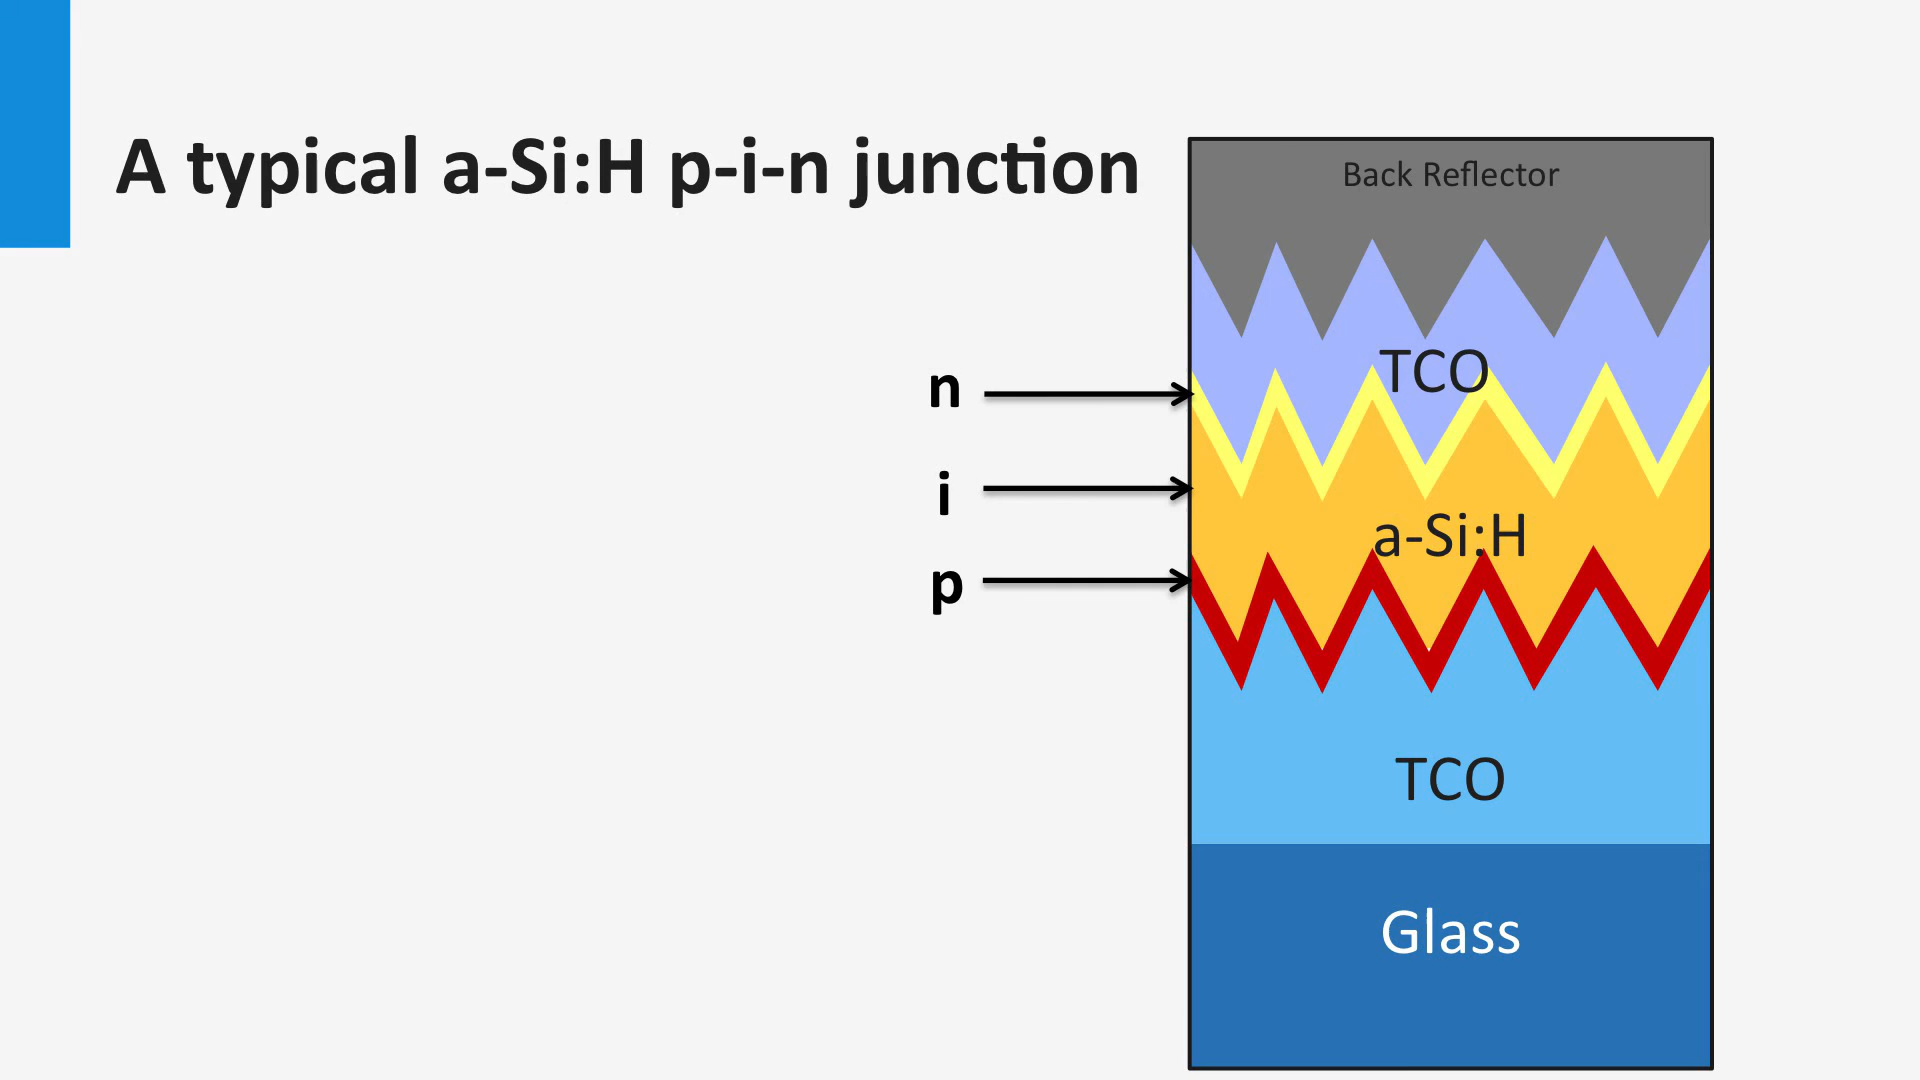 A typical a-Si:H p-i-n junction
Back Reflector
TCO
n
i
a-Si:H
p
TCO
Glass